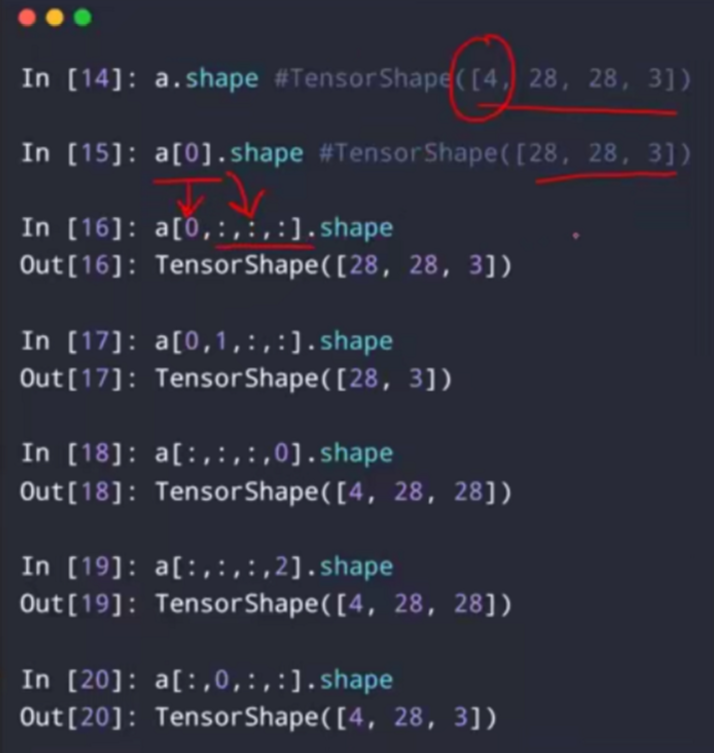 In [14]: a.shape #TensorShape([4, 28, 28, 3])
In [15]: a[0].shape #TensorShape([28, 28, 3])
In [16]: a[0,:,:,:].shape
Out[16]: TensorShape([28, 28, 3])
In [17]: a[0,1,:,:].shape
Out[17]: TensorShape([28, 3])
In [18]: a[:,:,:,0].shape
Out[18]: TensorShape([4, 28, 28])
In [19]: a[:,:,:,2].shape
Out[19]: TensorShape([4, 28, 28])
In [20]: a[:,0,:,:].shape
Out[20]: TensorShape([4, 28, 3])